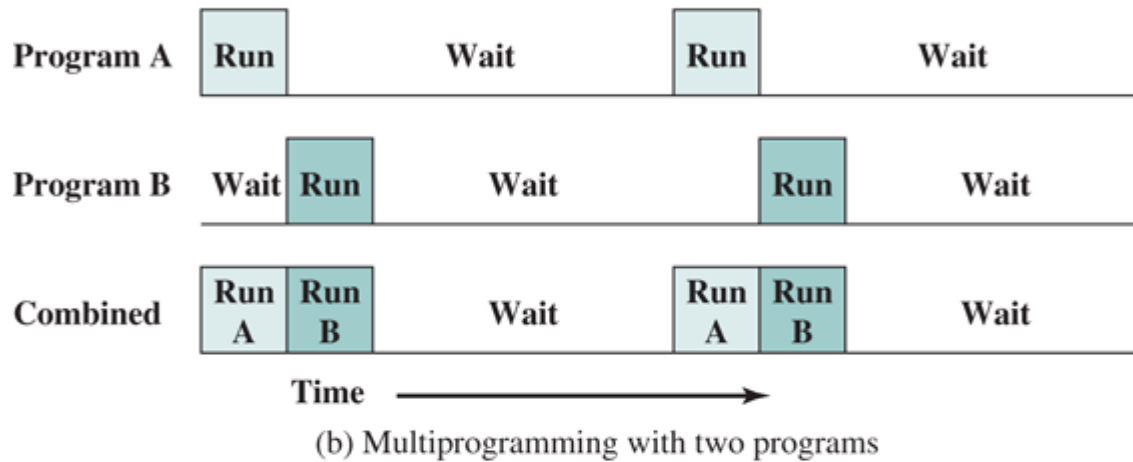 Program A Run Wait Run Wait
Program B Wait Run Wait Run Wait
Combined Run A Run B Wait Run A Run B Wait
Time
(b) Multiprogramming with two programs